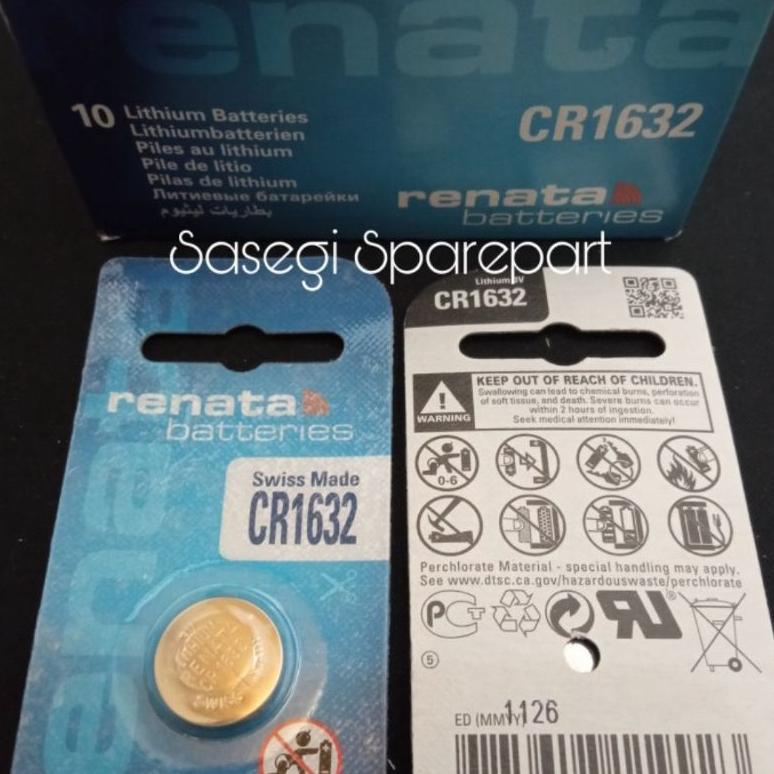 renata
10 Lithium Batteries
Lithiumbatterien
Piles au lithium
Pile de litio
Pilas de lithium
Литиевые батарейки
بطاريات ليثيوم
CR1632
renata
batteries
Sasegi Sparepart
renata
batteries
Swiss Made
CR1632
Lithium 3V
CR1632
KEEP OUT OF REACH OF CHILDREN.
Swallowing can lead to chemical burns, perforation
of soft tissue, and death. Severe burns can occur
within 2 hours of ingestion.
Seek medical attention immediately!
WARNING
0-6
Perchlorate Material - special handling may apply.
See www.dtsc.ca.gov/hazardouswaste/perchlorate
5
ED (MMYY) 1126